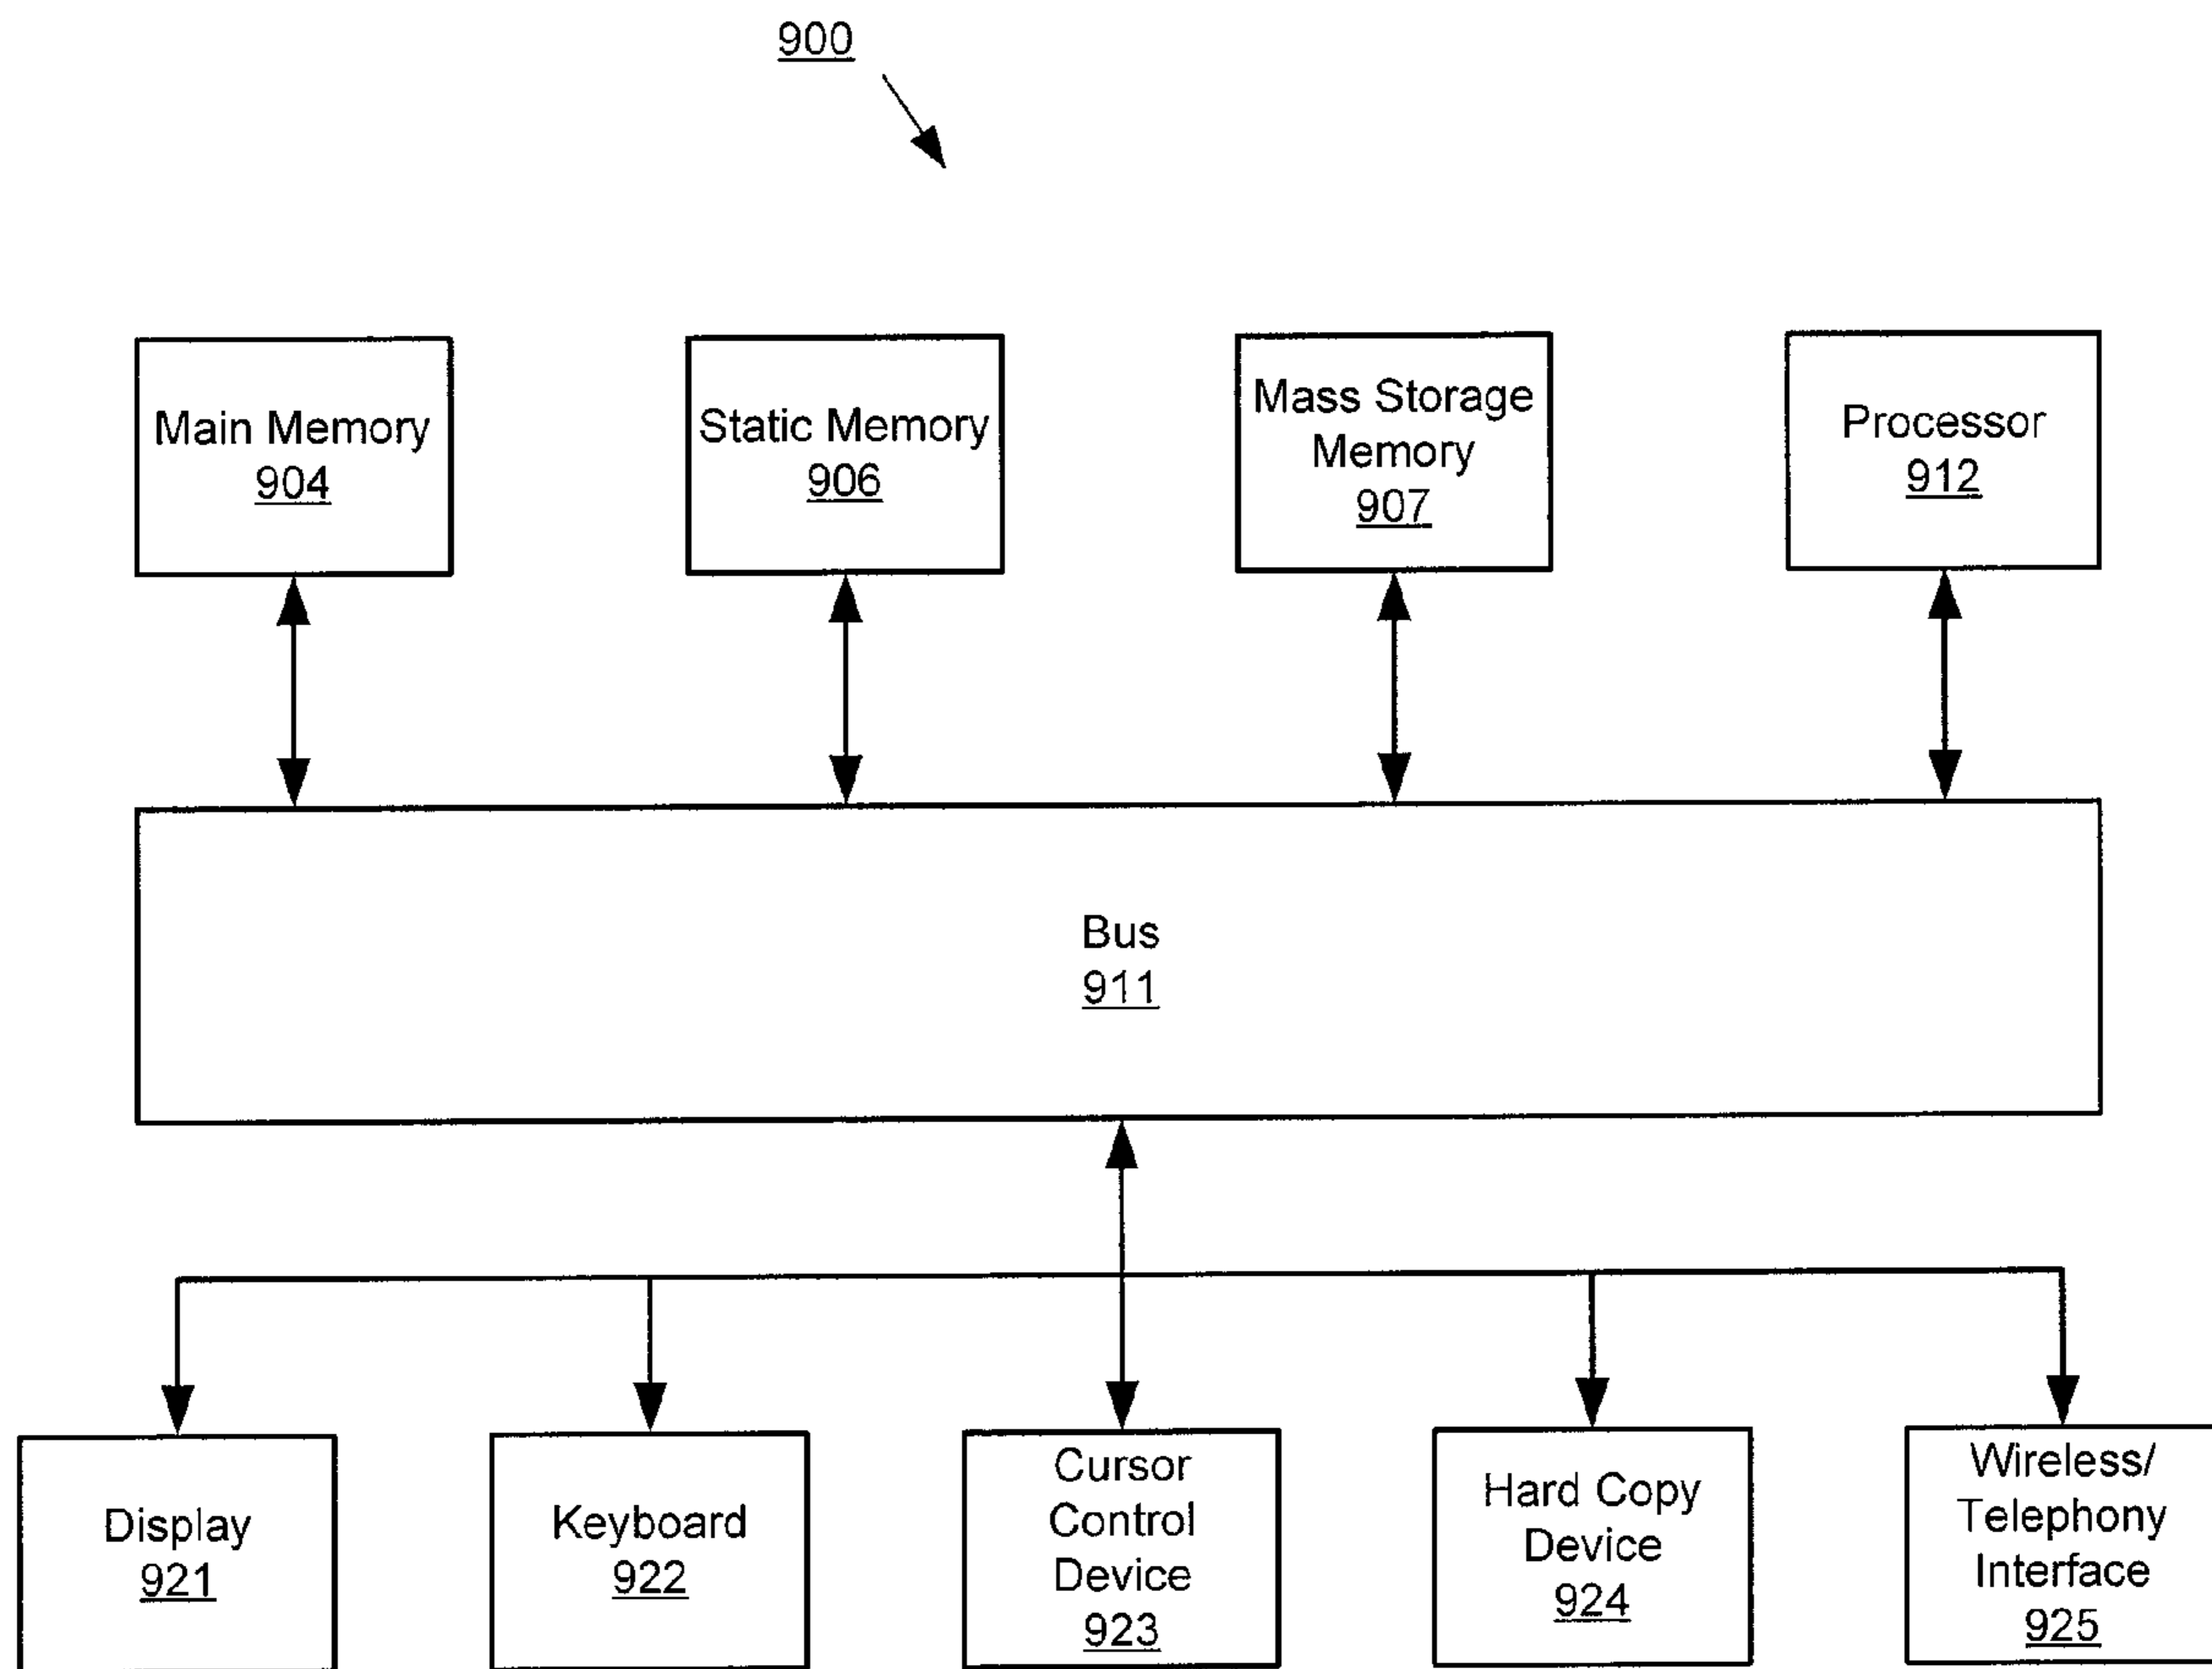 900
Main Memory
904
Static Memory
906
Mass Storage
Memory
907
Processor
912
Bus
911
Display
921
Keyboard
922
Cursor
Control
Device
923
Hard Copy
Device
924
Wireless/
Telephony
Interface
925